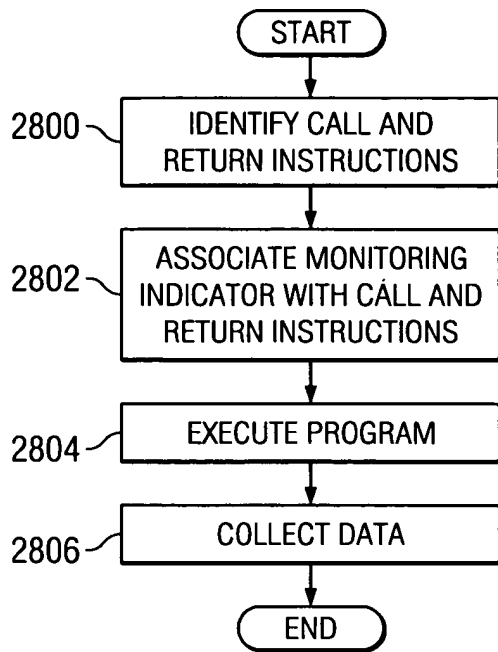 START
2800
IDENTIFY CALL AND
RETURN INSTRUCTIONS
2802
ASSOCIATE MONITORING
INDICATOR WITH CALL AND
RETURN INSTRUCTIONS
2804
EXECUTE PROGRAM
2806
COLLECT DATA
END